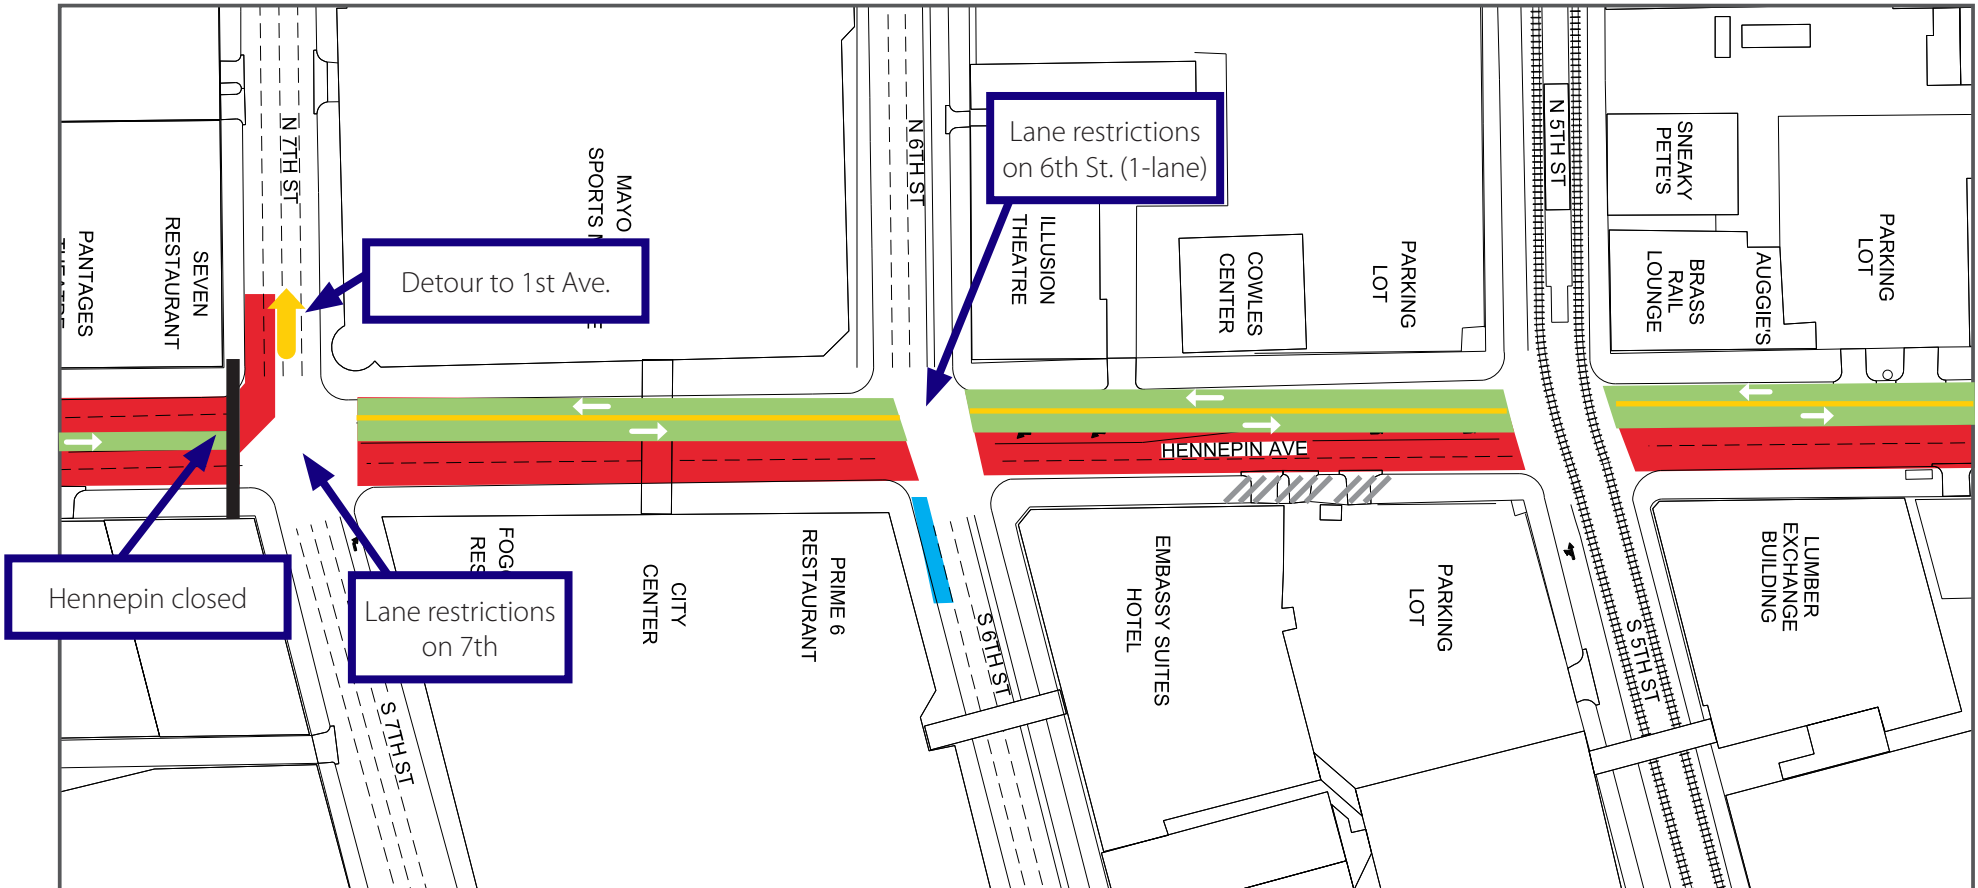 N 7TH ST
N 6TH ST
Lane restrictions
on 6th St. (1-lane)
N 5TH ST
SNEAKY
PETE'S
MAYO
SPORTS
PANTAGES
SEVEN
RESTAURANT
Detour to 1st Ave.
ILLUSION
THEATRE
COWLES
CENTER
PARKING
LOT
BRASS
RAIL
LOUNGE
AUGGIE'S
PARKING
LOT
HENNEPIN AVE
Hennepin closed
Lane restrictions
on 7th
CITY
CENTER
PRIME 6
RESTAURANT
EMBASSY SUITES
HOTEL
PARKING
LOT
LUMBER
EXCHANGE
BUILDING
S 7TH ST
S 6TH ST
S 5TH ST